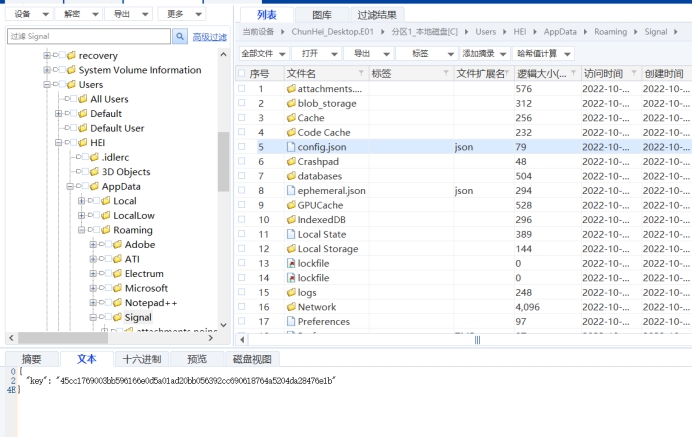 设备 解密 导出 更多
过滤 Signal 高级过滤
recovery
System Volume Information
Users
All Users
Default
Default User
HEI
.idlerc
3D Objects
AppData
Local
LocalLow
Roaming
Adobe
ATI
Electrum
Microsoft
Notepad++
Signal
列表 图库 过滤结果
当前设备 ChunHei_Desktop.E01 分区1_本地磁盘[C] Users HEI AppData Roaming Signal
全部文件 打开 导出 标签 添加摘录 哈希值计算
序号 文件名 标签 文件扩展名 逻辑大小(... 访问时间 创建时间
1 attachments.... 576 2022-10-... 2022-10-...
2 blob_storage 312 2022-10-... 2022-10-...
3 Cache 256 2022-10-... 2022-10-...
4 Code Cache 232 2022-10-... 2022-10-...
5 config.json json 79 2022-10-... 2022-10-...
6 Crashpad 48 2022-10-... 2022-10-...
7 databases 504 2022-10-... 2022-10-...
8 ephemeral.json json 294 2022-10-... 2022-10-...
9 GPUCache 528 2022-10-... 2022-10-...
10 IndexedDB 296 2022-10-... 2022-10-...
11 Local State 389 2022-10-... 2022-10-...
12 Local Storage 144 2022-10-... 2022-10-...
13 lockfile 0 2022-10-... 2022-10-...
14 lockfile 0 2022-10-... 2022-10-...
15 logs 248 2022-10-... 2022-10-...
16 Network 4,096 2022-10-... 2022-10-...
17 Preferences 97 2022-10-... 2022-10-...
摘要 文本 十六进制 预览 磁盘视图
0 {
2 "key": "45cc1769003bb596166e0d5a01ad20bb056392cc690618764a5204da28476e1b"
4E }